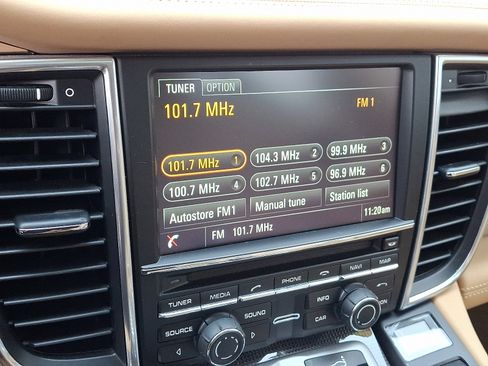 TUNER OPTION
101.7 MHz FM 1
101.7 MHz 1 104.3 MHz 2 99.9 MHz 3
100.7 MHz 4 102.7 MHz 5 96.9 MHz 6
Autostore FM1 Manual tune Station list
11:20am
FM 101.7 MHz
TUNER MEDIA PHONE NAVI MAP
SOURCE SOUND INFO
CAR